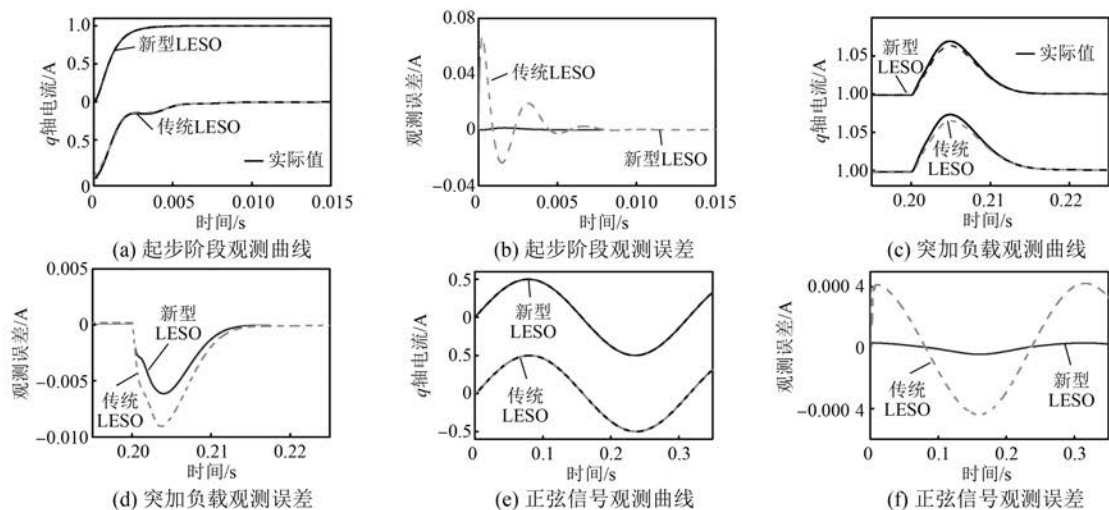 q轴电流/A
1.0
0.5
0
1.0
0.5
0
新型LESO
传统LESO
实际值
0
0.005
0.010
0.015
时间/s
(a) 起步阶段观测曲线
观测误差/A
0.08
0.04
0
−0.04
传统LESO
新型LESO
0
0.005
0.010
0.015
时间/s
(b) 起步阶段观测误差
q轴电流/A
1.05
1.00
1.05
1.00
新型
LESO
实际值
传统
LESO
0.20
0.21
0.22
时间/s
(c) 突加负载观测曲线
观测误差/A
0.005
0
−0.005
−0.010
新型
LESO
传统
LESO
0.20
0.21
0.22
时间/s
(d) 突加负载观测误差
q轴电流/A
0.5
0
0.5
0
−0.5
新型
LESO
传统
LESO
0
0.1
0.2
0.3
时间/s
(e) 正弦信号观测曲线
观测误差/A
0.000 4
0
−0.000 4
传统
LESO
新型
LESO
0
0.1
0.2
0.3
时间/s
(f) 正弦信号观测误差